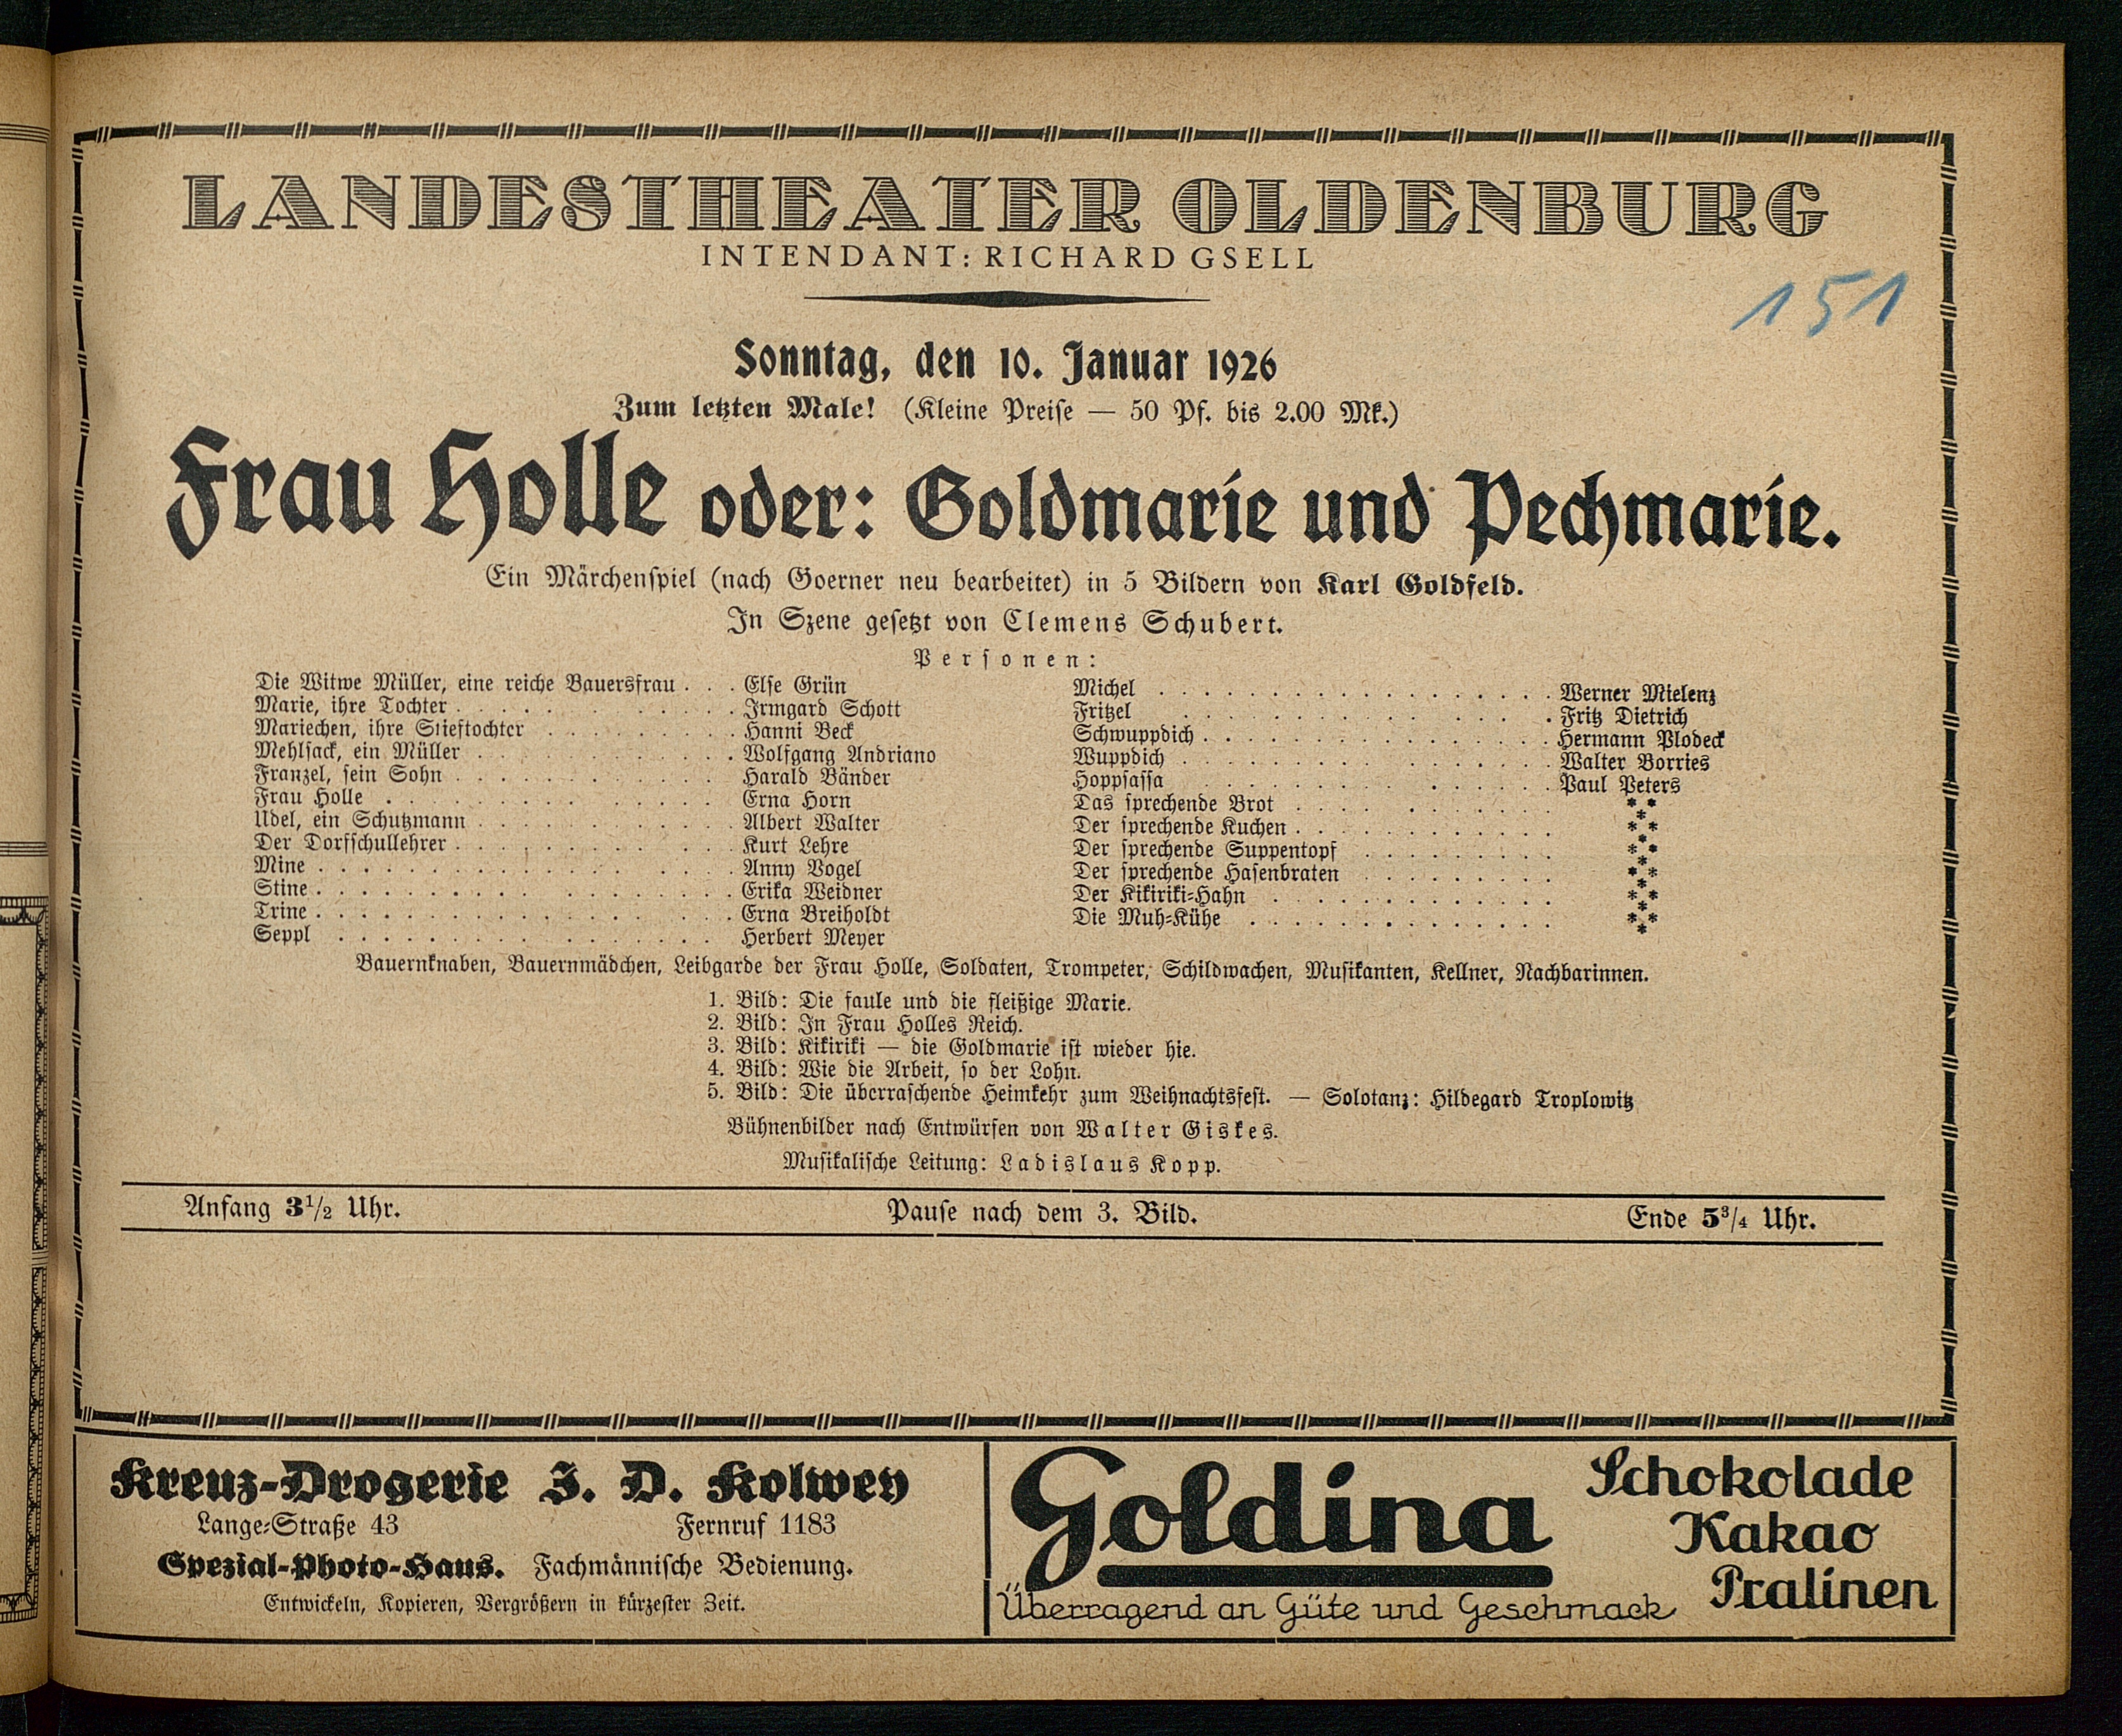 LANDESTHEATER OLDENBURG
INTENDANT: RICHARD GSELL
151
Sonntag, den 10. Januar 1926
Zum letzten Male! (Kleine Preise — 50 Pf. bis 2.00 Mk.)
Frau Holle oder: Goldmarie und Pechmarie.
Ein Märchenspiel (nach Goerner neu bearbeitet) in 5 Bildern von Karl Goldfeld.
In Szene gesetzt von Clemens Schubert.
Personen:
Die Witwe Müller, eine reiche Bauersfrau . . . Else Grün
Marie, ihre Tochter . . . Irmgard Schott
Mariechen, ihre Stieftochter . . . Hanni Beck
Mehlsack, ein Müller . . . Wolfgang Andriano
Franzel, sein Sohn . . . Harald Bänder
Frau Holle . . . Erna Horn
Udel, ein Schutzmann . . . Albert Walter
Der Dorfschullehrer . . . Kurt Lehre
Mine . . . Anny Vogel
Stine . . . Erika Weidner
Trine . . . Erna Breiholdt
Seppl . . . Herbert Meyer
Michel . . . Werner Mielenz
Fritzel . . . Fritz Dietrich
Schwuppdich . . . Hermann Plodeck
Wuppdich . . . Walter Borries
Hoppsassa . . . Paul Peters
Das sprechende Brot . . . * * *
Der sprechende Kuchen . . . * * *
Der sprechende Suppentopf . . . * * *
Der sprechende Hasenbraten . . . * * *
Der Kikiriki-Hahn . . . * * *
Die Muh-Kühe . . . * * *
Bauernknaben, Bauernmädchen, Leibgarde der Frau Holle, Soldaten, Trompeter, Schildwachen, Musikanten, Kellner, Nachbarinnen.
1. Bild: Die faule und die fleißige Marie.
2. Bild: In Frau Holles Reich.
3. Bild: Kikiriki — die Goldmarie ist wieder hie.
4. Bild: Wie die Arbeit, so der Lohn.
5. Bild: Die überraschende Heimkehr zum Weihnachtsfest. — Solotanz: Hildegard Troplowitz
Bühnenbilder nach Entwürfen von Walter Giskes.
Musikalische Leitung: Ladislaus Kopp.
Anfang 3 1/2 Uhr. Pause nach dem 3. Bild. Ende 5 3/4 Uhr.
Kreuz-Drogerie J. D. Kolwey
Lange-Straße 43 Fernruf 1183
Spezial-Photo-Haus. Fachmännische Bedienung.
Entwickeln, Kopieren, Vergrößern in kürzester Zeit.
Goldina
Schokolade
Kakao
Pralinen
Überragend an Güte und Geschmack